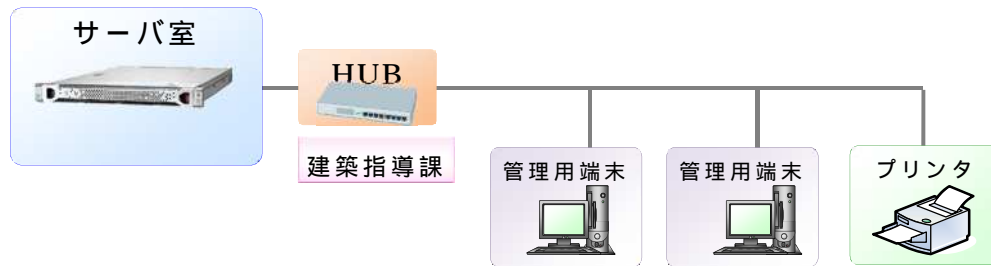 サーバ室
HUB
建築指導課
管理用端末
管理用端末
プリンタ